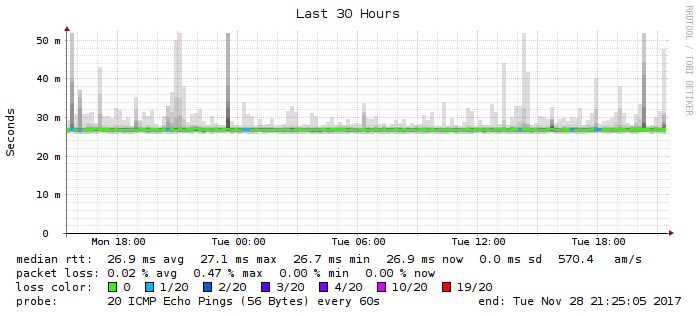 Last 30 Hours
RRDTOOL / TOBI OETIKER
Seconds
50 m
40 m
30 m
20 m
10 m
0
Mon 18:00 Tue 00:00 Tue 06:00 Tue 12:00 Tue 18:00
median rtt: 26.9 ms avg 27.1 ms max 26.7 ms min 26.9 ms now 0.0 ms sd 570.4 am/s
packet loss: 0.02 % avg 0.47 % max 0.00 % min 0.00 % now
loss color: 0 1/20 2/20 3/20 4/20 10/20 19/20
probe: 20 ICMP Echo Pings (56 Bytes) every 60s end: Tue Nov 28 21:25:05 2017